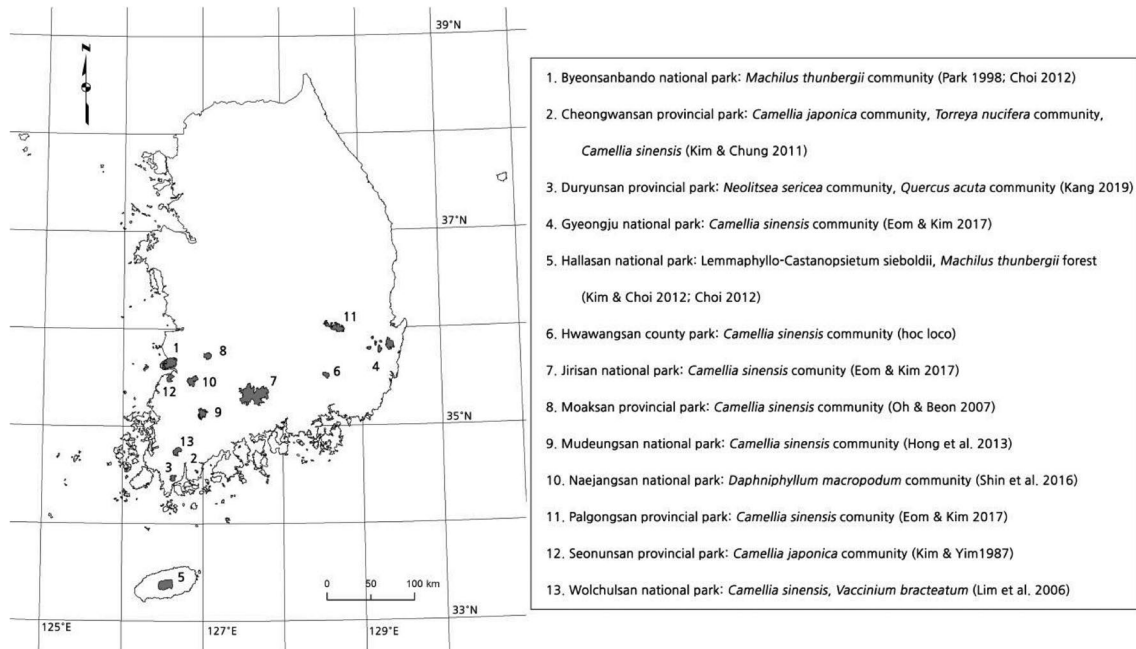 39°N
N
37°N
11
1
8
4
10
7
6
12
9
35°N
13
2
3
5
0 50 100 km
33°N
125°E
127°E
129°E
1. Byeonsanbando national park: Machilus thunbergii community (Park 1998; Choi 2012)
2. Cheongwansan provincial park: Camellia japonica community, Torreya nucifera community,
Camellia sinensis (Kim & Chung 2011)
3. Duryunsan provincial park: Neolitsea sericea community, Quercus acuta community (Kang 2019)
4. Gyeongju national park: Camellia sinensis community (Eom & Kim 2017)
5. Hallasan national park: Lemmaphyllo-Castanopsietum sieboldii, Machilus thunbergii forest
(Kim & Choi 2012; Choi 2012)
6. Hwawangsan county park: Camellia sinensis community (hoc loco)
7. Jirisan national park: Camellia sinensis comunity (Eom & Kim 2017)
8. Moaksan provincial park: Camellia sinensis community (Oh & Beon 2007)
9. Mudeungsan national park: Camellia sinensis community (Hong et al. 2013)
10. Naejangsan national park: Daphniphyllum macropodum community (Shin et al. 2016)
11. Palgongsan provincial park: Camellia sinensis comunity (Eom & Kim 2017)
12. Seonunsan provincial park: Camellia japonica community (Kim & Yim1987)
13. Wolchulsan national park: Camellia sinensis, Vaccinium bracteatum (Lim et al. 2006)